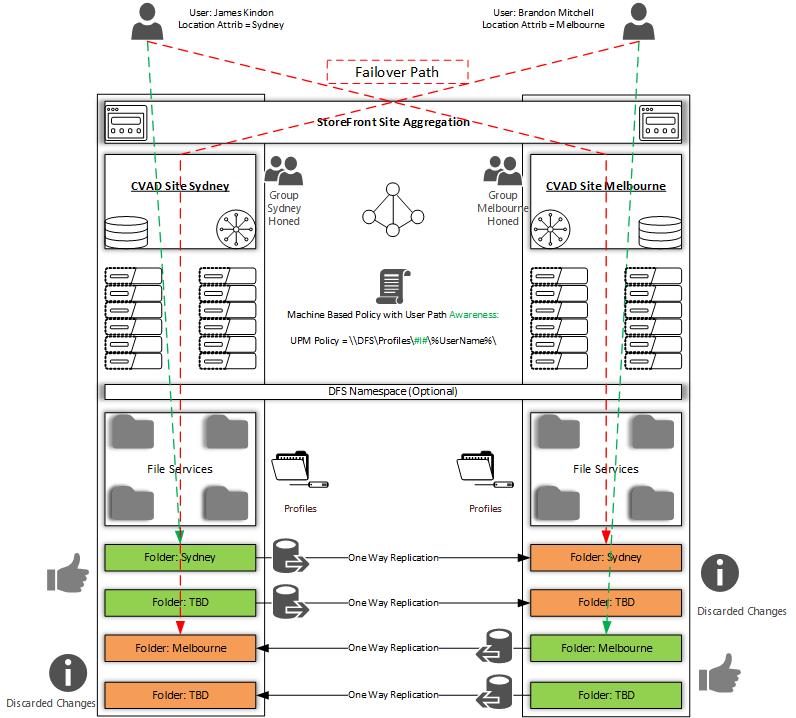 User: James Kindon
Location Attrib = Sydney
User: Brandon Mitchell
Location Attrib = Melbourne
Failover Path
StoreFront Site Aggregation
CVAD Site Sydney
Group
Sydney
Honed
Group
Melbourne
Honed
CVAD Site Melbourne
Machine Based Policy with User Path Awareness:
UPM Policy = \\DFS\Profiles\#l#\%UserName%\
DFS Namespace (Optional)
File Services
File Services
Profiles
Profiles
Folder: Sydney
One Way Replication
Folder: Sydney
Folder: TBD
One Way Replication
Folder: TBD
Discarded Changes
Folder: Melbourne
One Way Replication
Folder: Melbourne
Discarded Changes
Folder: TBD
One Way Replication
Folder: TBD